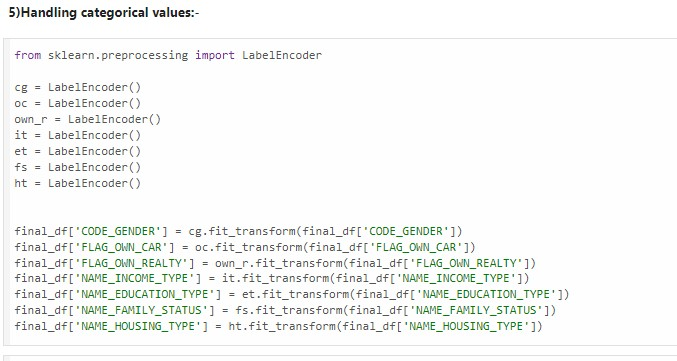 5)Handling categorical values:-
from sklearn.preprocessing import LabelEncoder
cg = LabelEncoder()
oc = LabelEncoder()
own_r = LabelEncoder()
it = LabelEncoder()
et = LabelEncoder()
fs = LabelEncoder()
ht = LabelEncoder()
final_df['CODE_GENDER'] = cg.fit_transform(final_df['CODE_GENDER'])
final_df['FLAG_OWN_CAR'] = oc.fit_transform(final_df['FLAG_OWN_CAR'])
final_df['FLAG_OWN_REALTY'] = own_r.fit_transform(final_df['FLAG_OWN_REALTY'])
final_df['NAME_INCOME_TYPE'] = it.fit_transform(final_df['NAME_INCOME_TYPE'])
final_df['NAME_EDUCATION_TYPE'] = et.fit_transform(final_df['NAME_EDUCATION_TYPE'])
final_df['NAME_FAMILY_STATUS'] = fs.fit_transform(final_df['NAME_FAMILY_STATUS'])
final_df['NAME_HOUSING_TYPE'] = ht.fit_transform(final_df['NAME_HOUSING_TYPE'])